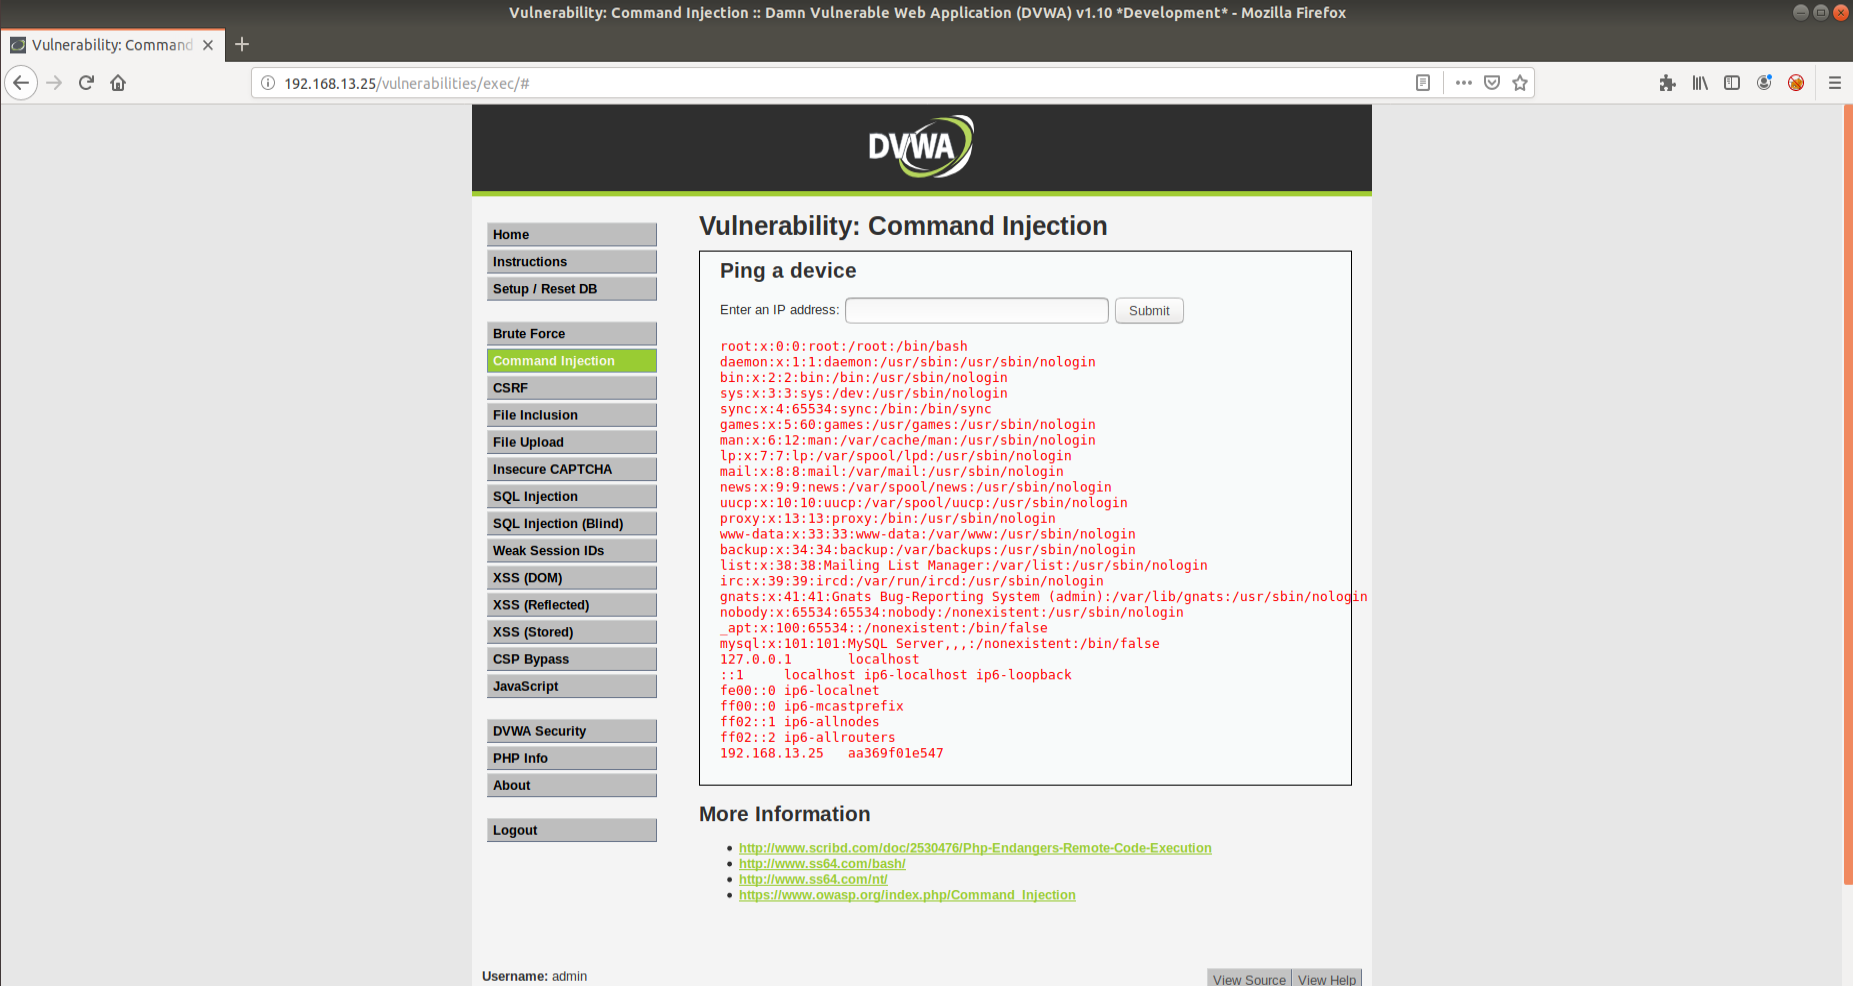 Vulnerability: Command Injection :: Damn Vulnerable Web Application (DVWA) v1.10 *Development* - Mozilla Firefox
Vulnerability: Command
192.168.13.25/vulnerabilities/exec/#
DVWA
Home
Instructions
Setup / Reset DB
Brute Force
Command Injection
CSRF
File Inclusion
File Upload
Insecure CAPTCHA
SQL Injection
SQL Injection (Blind)
Weak Session IDs
XSS (DOM)
XSS (Reflected)
XSS (Stored)
CSP Bypass
JavaScript
DVWA Security
PHP Info
About
Logout
Vulnerability: Command Injection
Ping a device
Enter an IP address:
Submit
root:x:0:0:root:/root:/bin/bash
daemon:x:1:1:daemon:/usr/sbin:/usr/sbin/nologin
bin:x:2:2:bin:/bin:/usr/sbin/nologin
sys:x:3:3:sys:/dev:/usr/sbin/nologin
sync:x:4:65534:sync:/bin:/bin/sync
games:x:5:60:games:/usr/games:/usr/sbin/nologin
man:x:6:12:man:/var/cache/man:/usr/sbin/nologin
lp:x:7:7:lp:/var/spool/lpd:/usr/sbin/nologin
mail:x:8:8:mail:/var/mail:/usr/sbin/nologin
news:x:9:9:news:/var/spool/news:/usr/sbin/nologin
uucp:x:10:10:uucp:/var/spool/uucp:/usr/sbin/nologin
proxy:x:13:13:proxy:/bin:/usr/sbin/nologin
www-data:x:33:33:www-data:/var/www:/usr/sbin/nologin
backup:x:34:34:backup:/var/backups:/usr/sbin/nologin
list:x:38:38:Mailing List Manager:/var/list:/usr/sbin/nologin
irc:x:39:39:ircd:/var/run/ircd:/usr/sbin/nologin
gnats:x:41:41:Gnats Bug-Reporting System (admin):/var/lib/gnats:/usr/sbin/nologin
nobody:x:65534:65534:nobody:/nonexistent:/usr/sbin/nologin
_apt:x:100:65534::/nonexistent:/bin/false
mysql:x:101:101:MySQL Server,,,:/nonexistent:/bin/false
127.0.0.1 localhost
::1 localhost ip6-localhost ip6-loopback
fe00::0 ip6-localnet
ff00::0 ip6-mcastprefix
ff02::1 ip6-allnodes
ff02::2 ip6-allrouters
192.168.13.25 aa369f01e547
More Information
http://www.scribd.com/doc/2530476/Php-Endangers-Remote-Code-Execution
http://www.ss64.com/bash/
http://www.ss64.com/nt/
https://www.owasp.org/index.php/Command_Injection
Username: admin
View Source
View Help